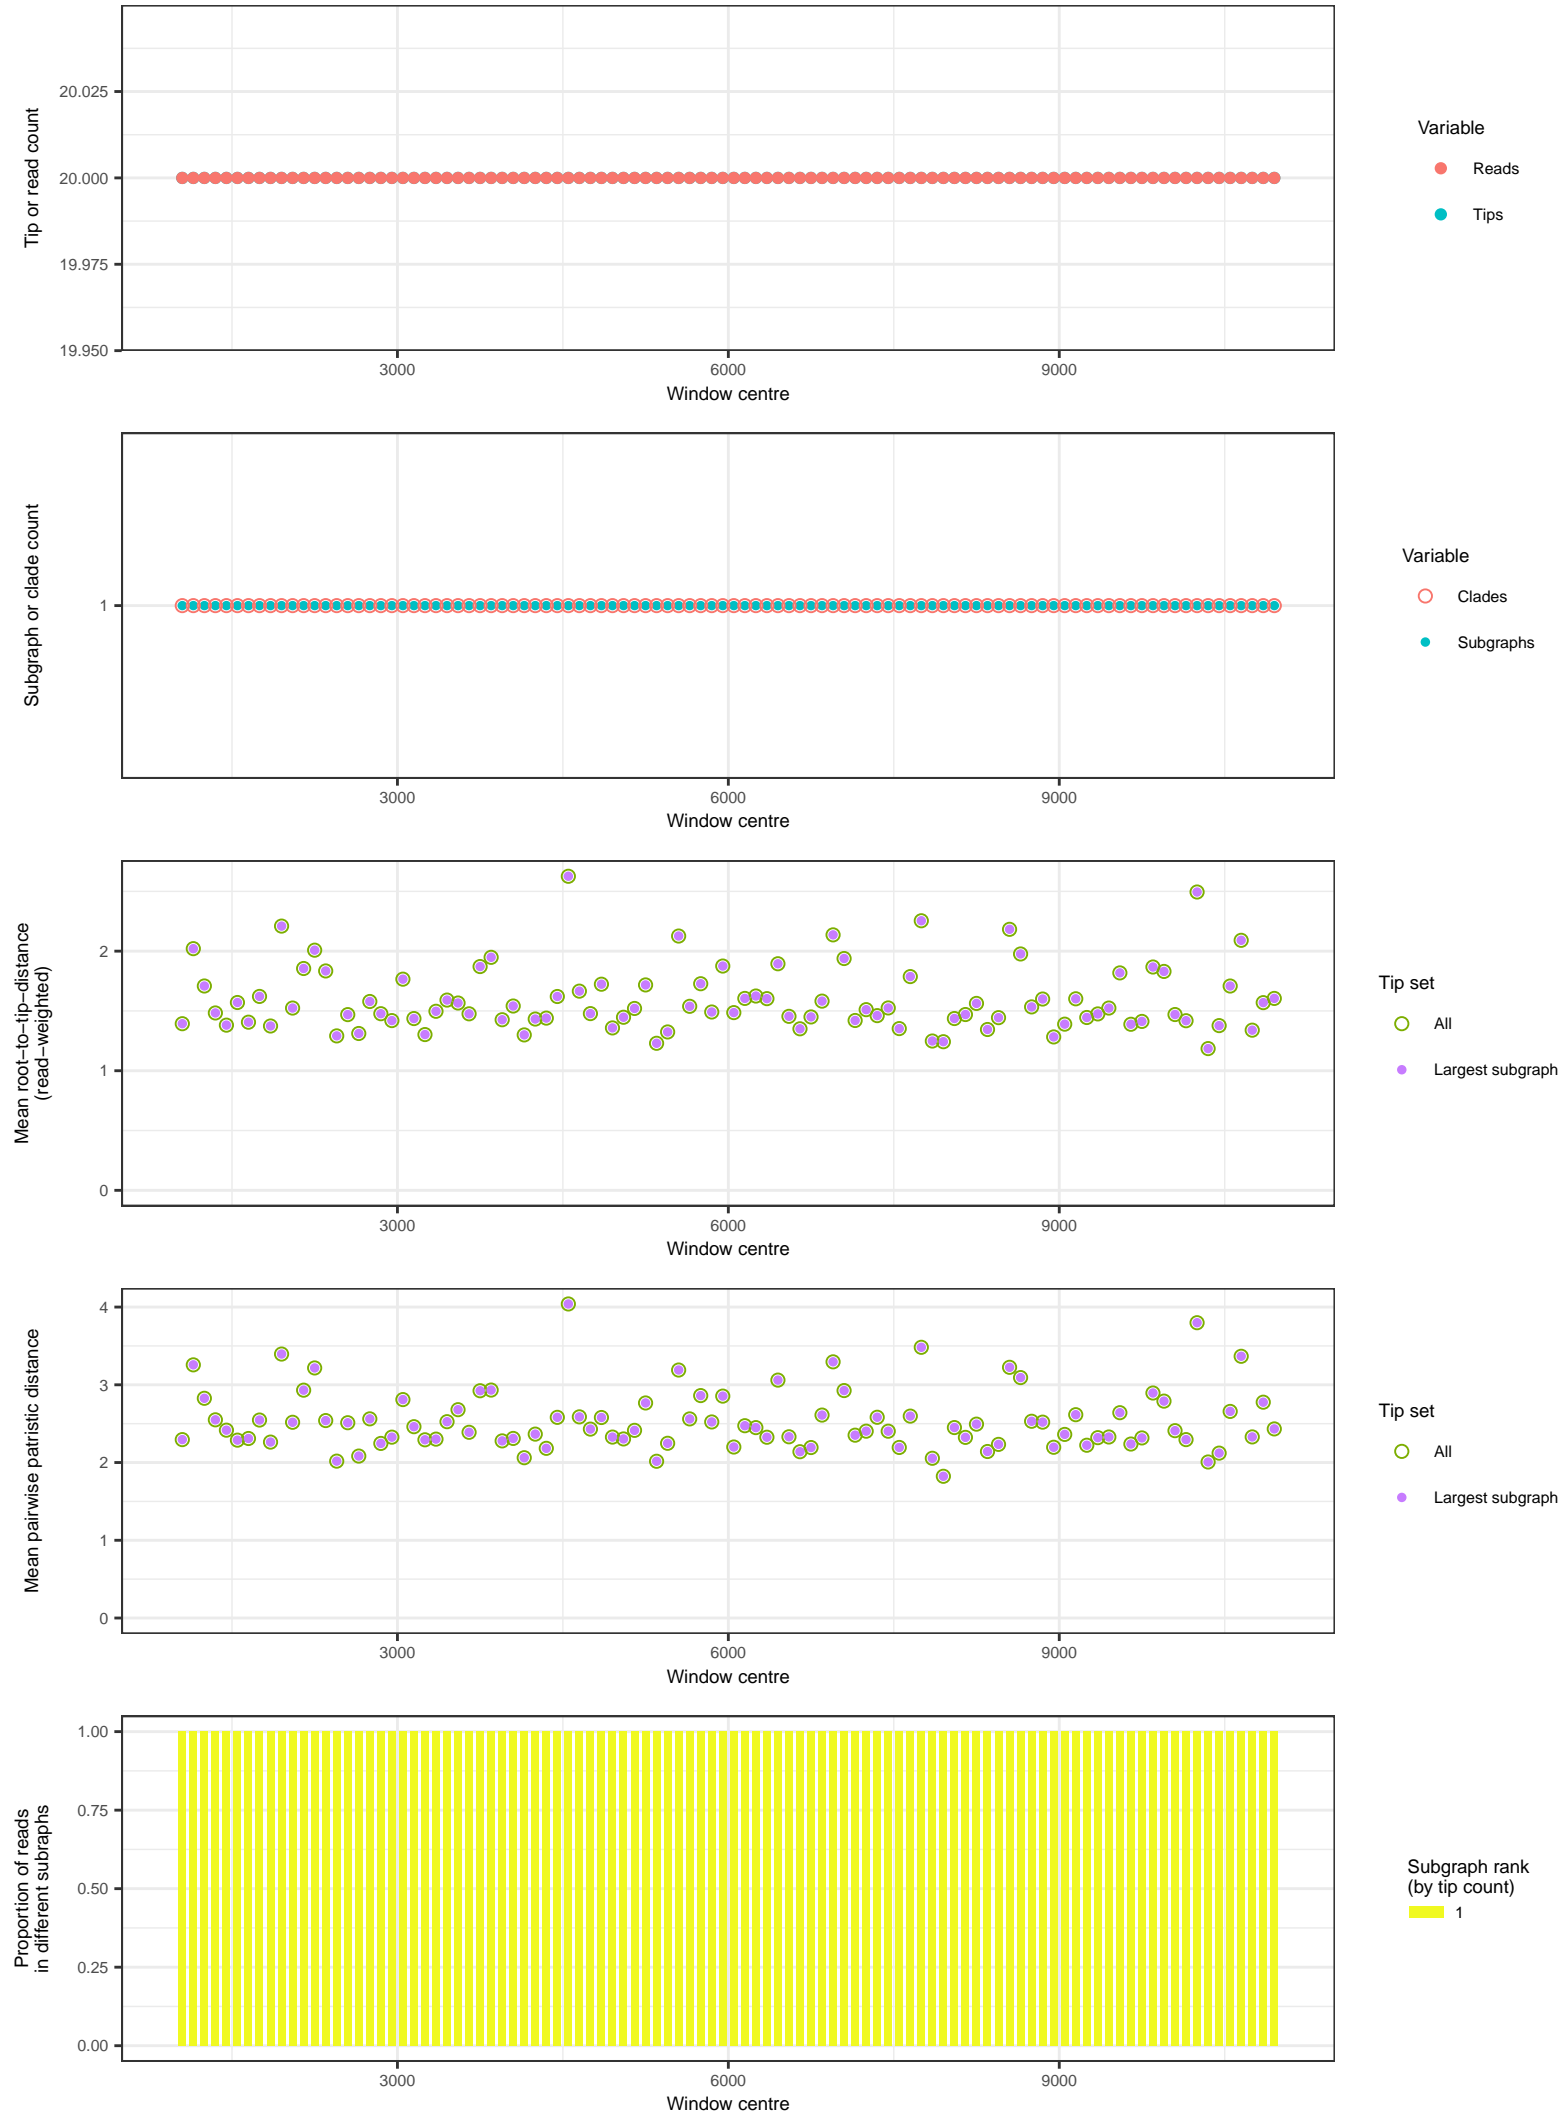 Tip or read count
20.025
20.000
19.975
19.950
3000
6000
9000
Window centre
Variable
Reads
Tips
Subgraph or clade count
1
3000
6000
9000
Window centre
Variable
Clades
Subgraphs
Mean root−to−tip−distance
(read−weighted)
2
1
0
3000
6000
9000
Window centre
Tip set
All
Largest subgraph
Mean pairwise patristic distance
4
3
2
1
0
3000
6000
9000
Window centre
Tip set
All
Largest subgraph
Proportion of reads
in different subraphs
1.00
0.75
0.50
0.25
0.00
3000
6000
9000
Window centre
Subgraph rank
(by tip count)
1